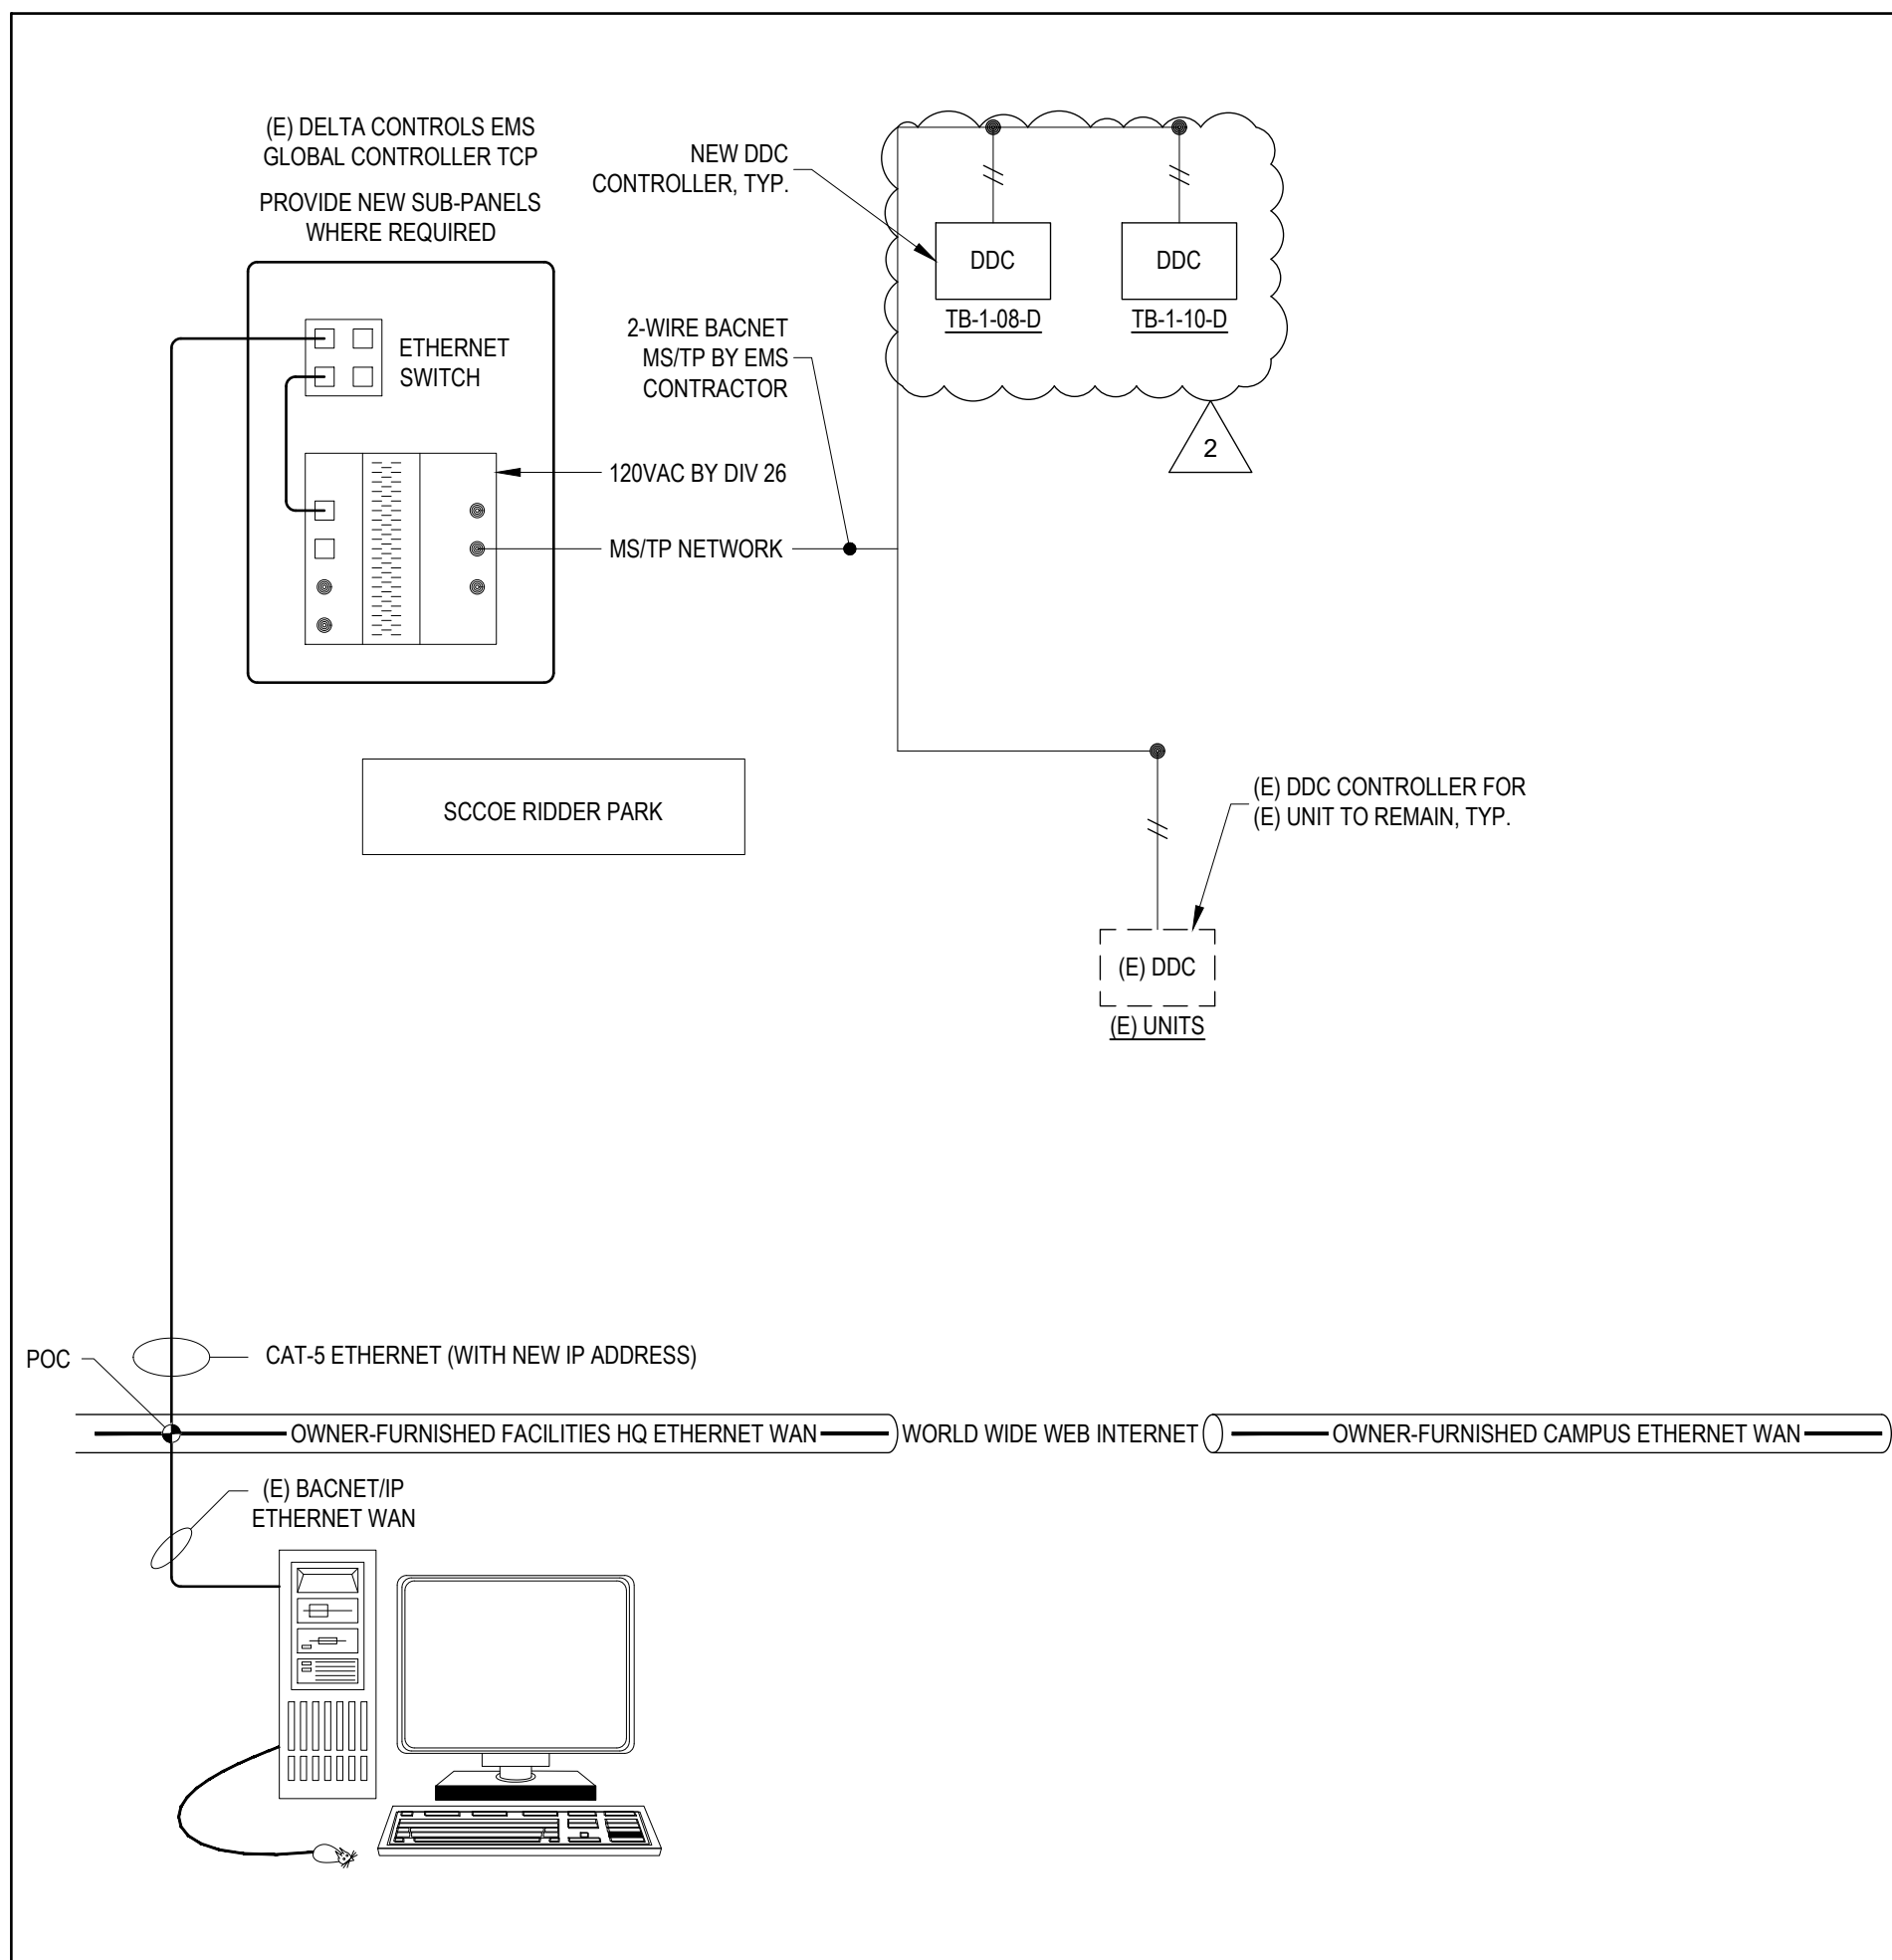 (E) DELTA CONTROLS EMS
GLOBAL CONTROLLER TCP
PROVIDE NEW SUB-PANELS
WHERE REQUIRED
NEW DDC
CONTROLLER, TYP.
DDC
DDC
TB-1-08-D
TB-1-10-D
2-WIRE BACNET
MS/TP BY EMS
CONTRACTOR
ETHERNET
SWITCH
2
120VAC BY DIV 26
MS/TP NETWORK
SCCOE RIDDER PARK
(E) DDC CONTROLLER FOR
(E) UNIT TO REMAIN, TYP.
(E) DDC
(E) UNITS
POC
CAT-5 ETHERNET (WITH NEW IP ADDRESS)
OWNER-FURNISHED FACILITIES HQ ETHERNET WAN
WORLD WIDE WEB INTERNET
OWNER-FURNISHED CAMPUS ETHERNET WAN
(E) BACNET/IP
ETHERNET WAN